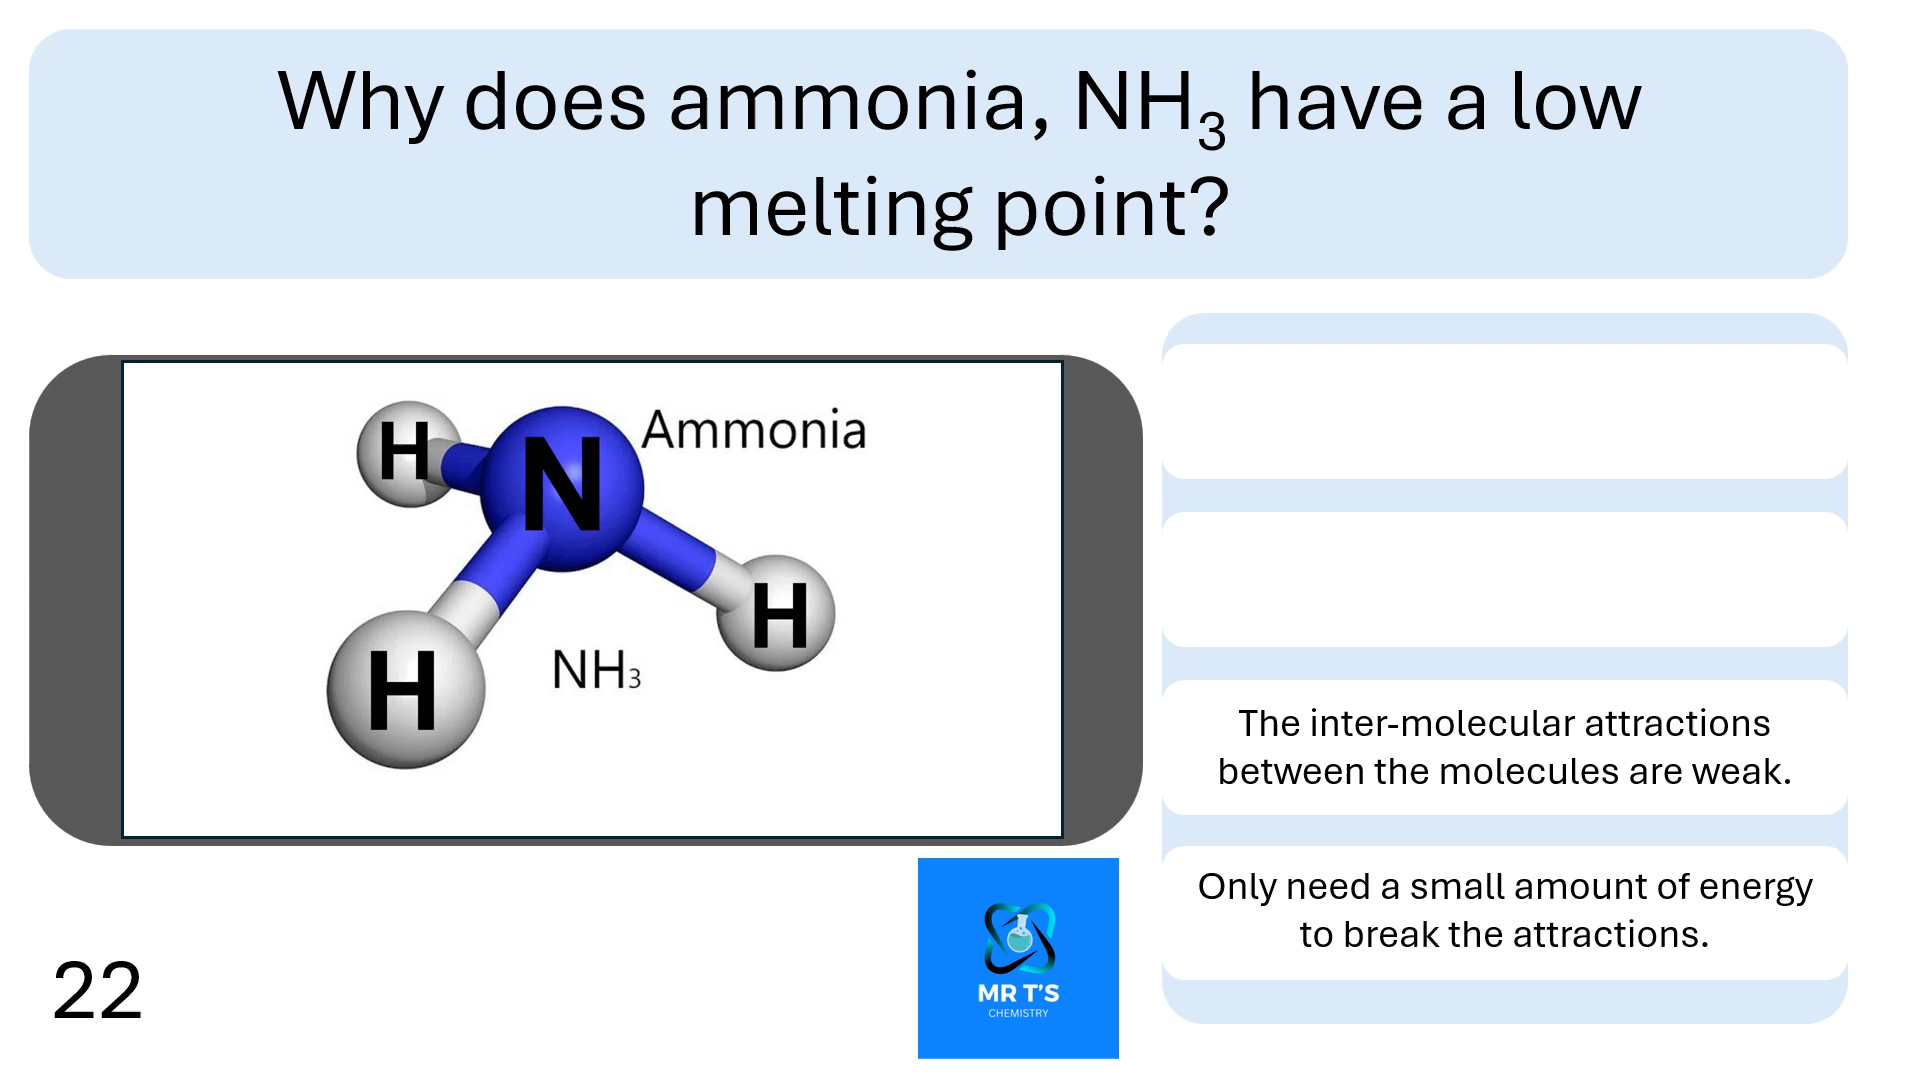 Why does ammonia, NH₃ have a low
melting point?
H
N
Ammonia
H
H
NH₃
The inter-molecular attractions
between the molecules are weak.
Only need a small amount of energy
to break the attractions.
22
MR T'S
CHEMISTRY